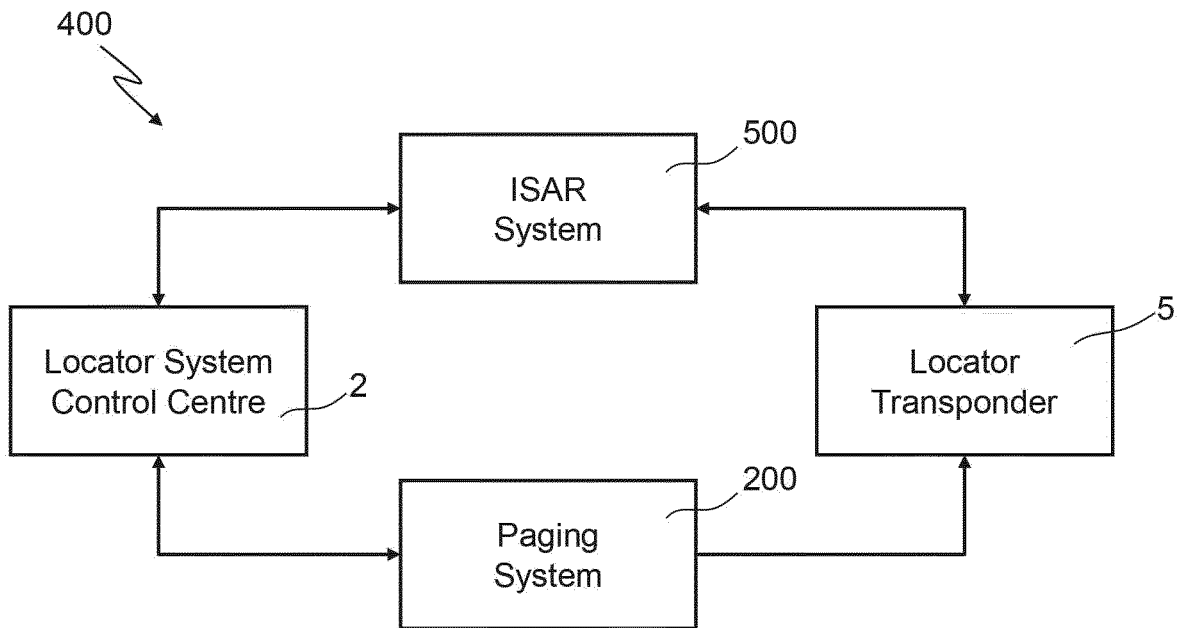 400
500
ISAR
System
5
Locator System
Control Centre
2
Locator
Transponder
200
Paging
System